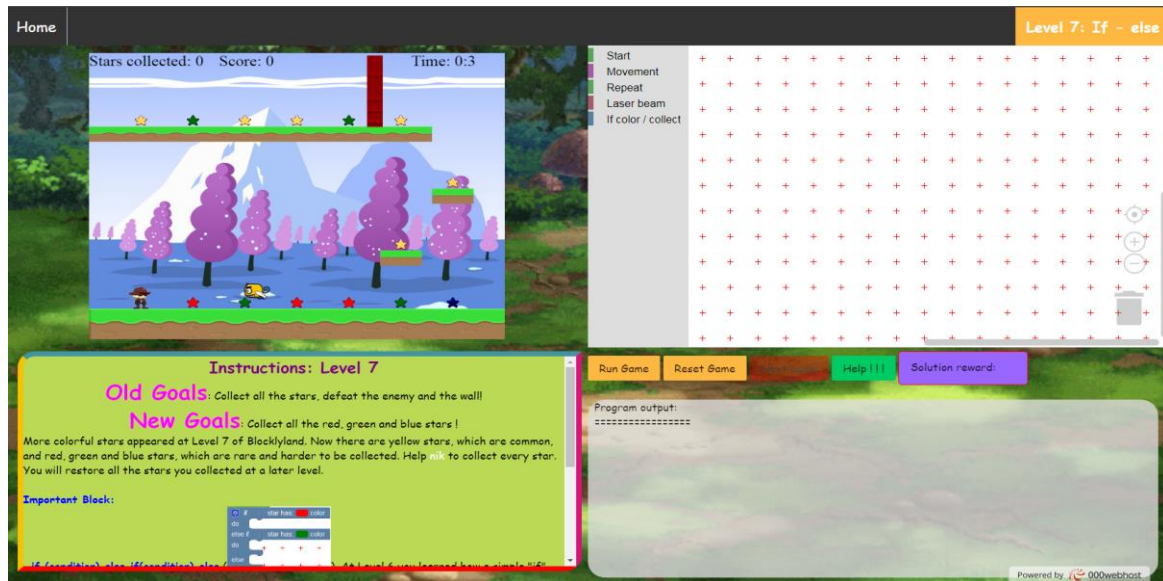 Home
Level 7: If - else
Stars collected: 0 Score: 0 Time: 0:3
Start
Movement
Repeat
Laser beam
If color / collect
Instructions: Level 7
Old Goals: Collect all the stars, defeat the enemy and the wall!
New Goals: Collect all the red, green and blue stars !
More colorful stars appeared at Level 7 of Blocklyland. Now there are yellow stars, which are common,
and red, green and blue stars, which are rare and harder to be collected. Help nik to collect every star.
You will restore all the stars you collected at a later level.
Important Block:
if star has: color
do
else if star has: color
do
else
Run Game
Reset Game
Help !!!
Solution reward:
Program output:
=================
Powered by 000webhost